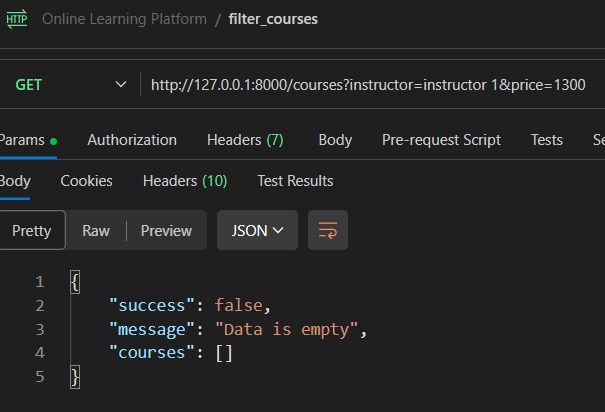 HTTP Online Learning Platform / filter_courses
GET http://127.0.0.1:8000/courses?instructor=instructor 1&price=1300
Params Authorization Headers (7) Body Pre-request Script Tests Se
Body Cookies Headers (10) Test Results
Pretty Raw Preview JSON
1 {
2 "success": false,
3 "message": "Data is empty",
4 "courses": []
5 }